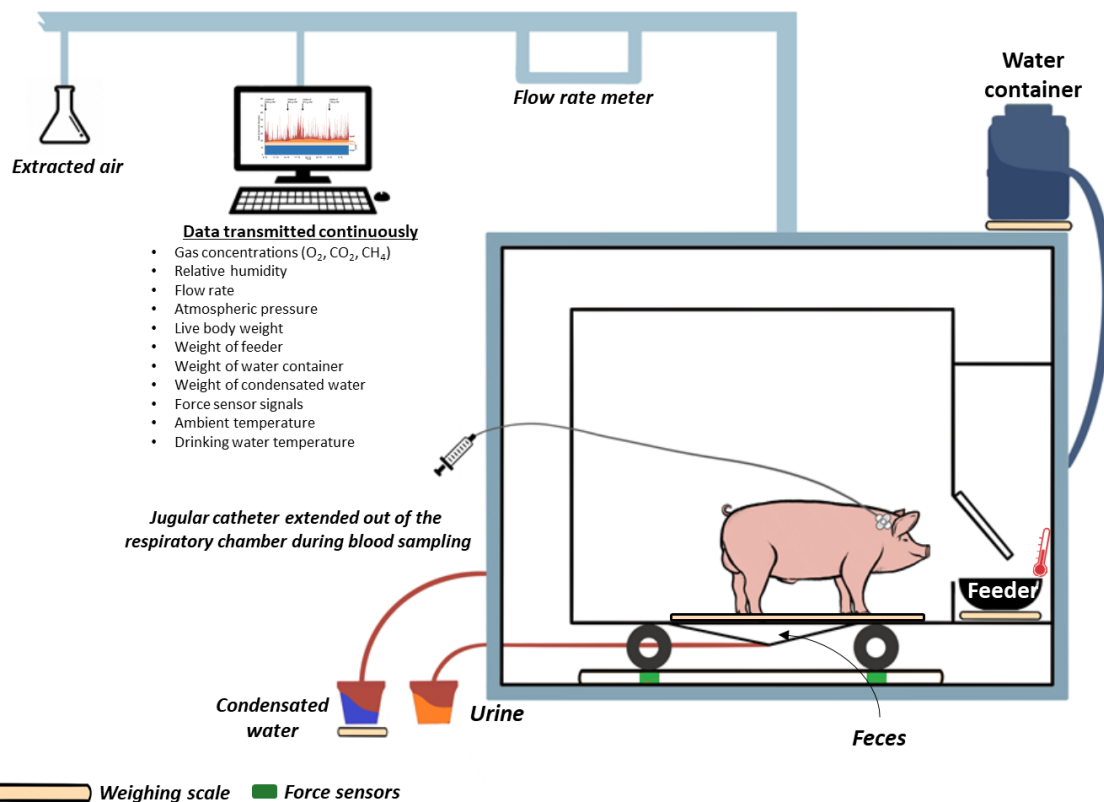 Water
container
Flow rate meter
Extracted air
Data transmitted continuously
• Gas concentrations (O₂, CO₂, CH₄)
• Relative humidity
• Flow rate
• Atmospheric pressure
• Live body weight
• Weight of feeder
• Weight of water container
• Weight of condensated water
• Force sensor signals
• Ambient temperature
• Drinking water temperature
Jugular catheter extended out of the
respiratory chamber during blood sampling
Feeder
Condensated
water
Urine
Feces
Weighing scale
Force sensors